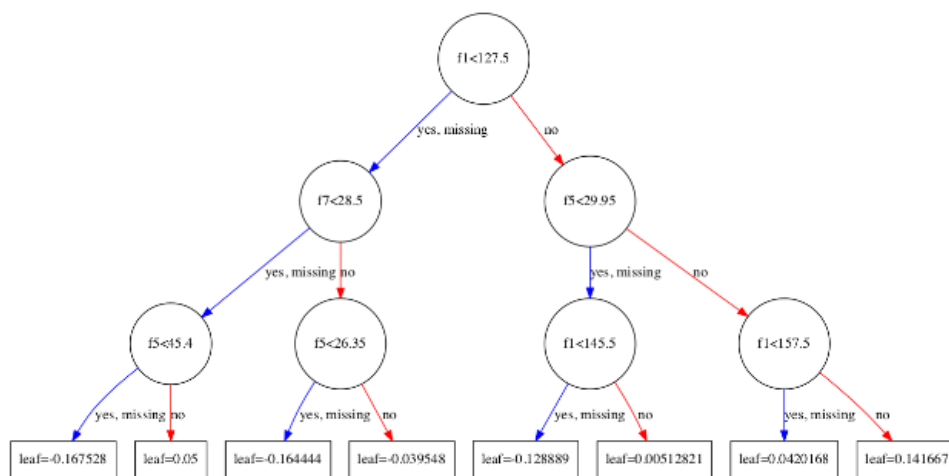 f1<127.5
yes, missing
no
f7<28.5
f5<29.95
yes, missing
no
yes, missing
no
f5<45.4
f5<26.35
f1<145.5
f1<157.5
yes, missing
no
yes, missing
no
yes, missing
no
yes, missing
no
leaf=-0.167528
leaf=0.05
leaf=-0.164444
leaf=-0.039548
leaf=-0.128889
leaf=0.00512821
leaf=0.0420168
leaf=0.141667